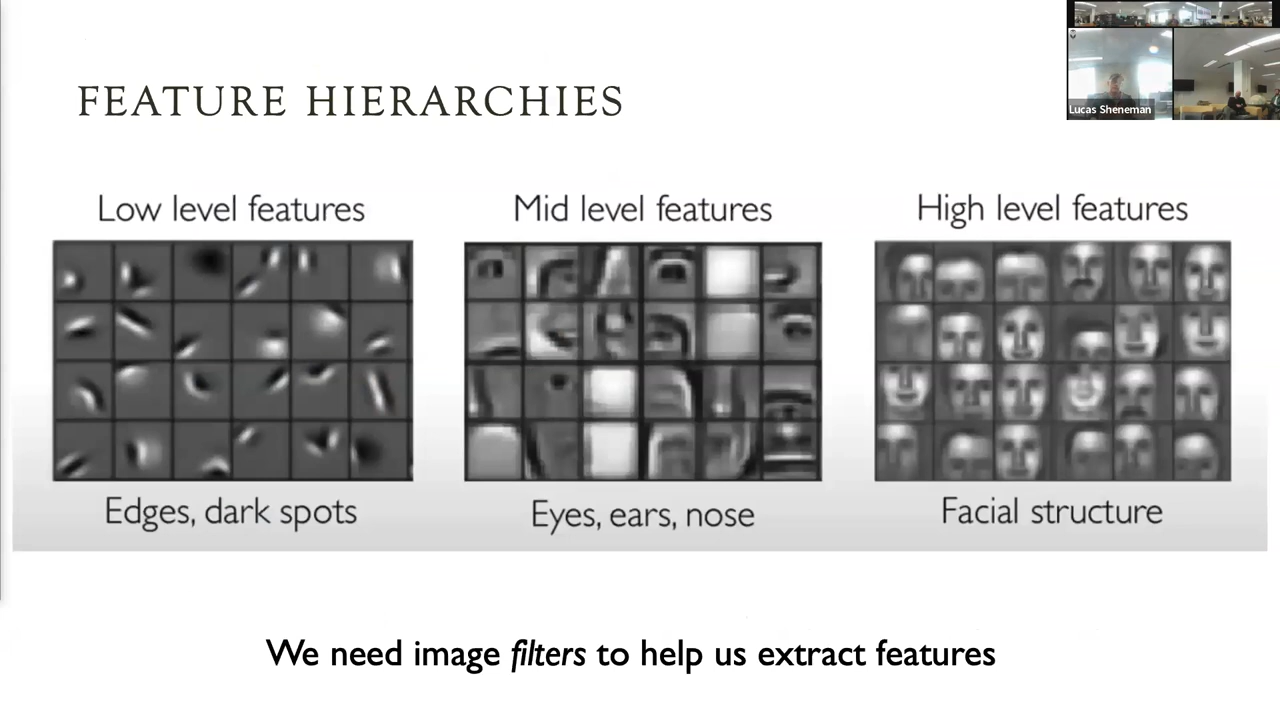 FEATURE HIERARCHIES
Lucas Sheneman
Low level features
Mid level features
High level features
Edges, dark spots
Eyes, ears, nose
Facial structure
We need image filters to help us extract features